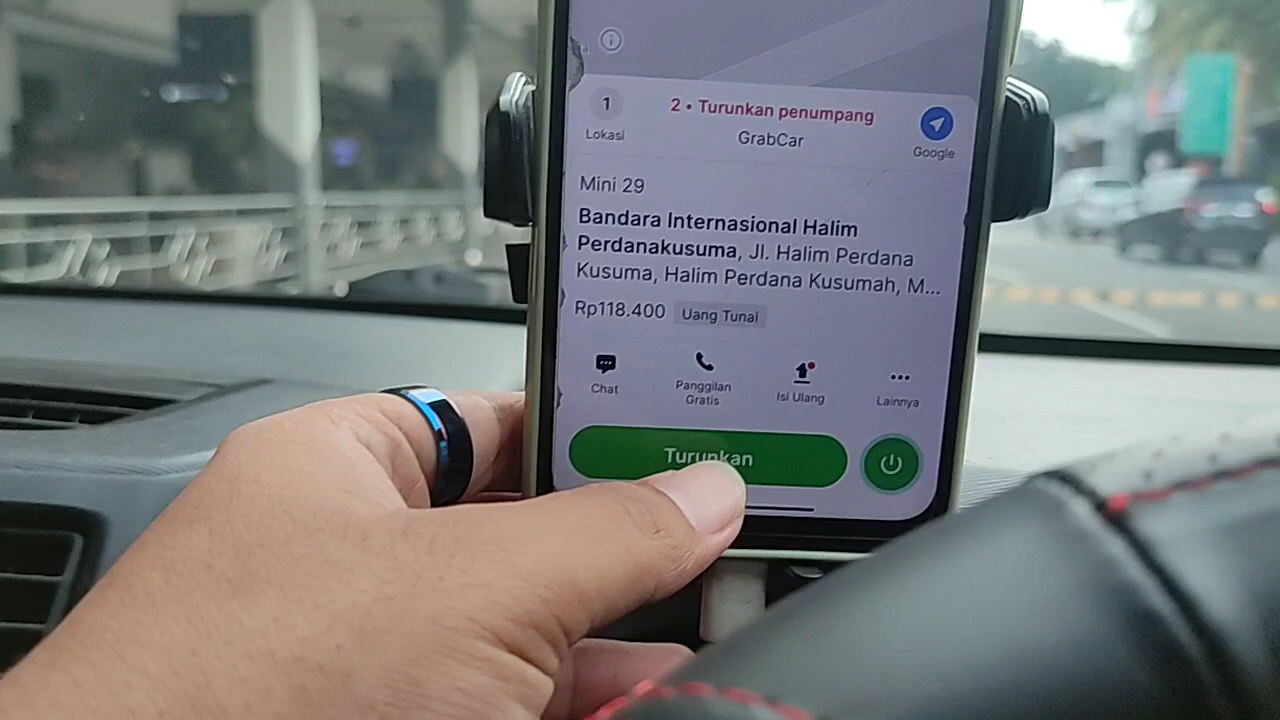 1
Lokasi
2 • Turunkan penumpang
GrabCar
Google
Mini 29
Bandara Internasional Halim
Perdanakusuma, Jl. Halim Perdana
Kusuma, Halim Perdana Kusumah, M...
Rp118.400 Uang Tunai
Chat
Panggilan
Gratis
Isi Ulang
Lainnya
Turunkan